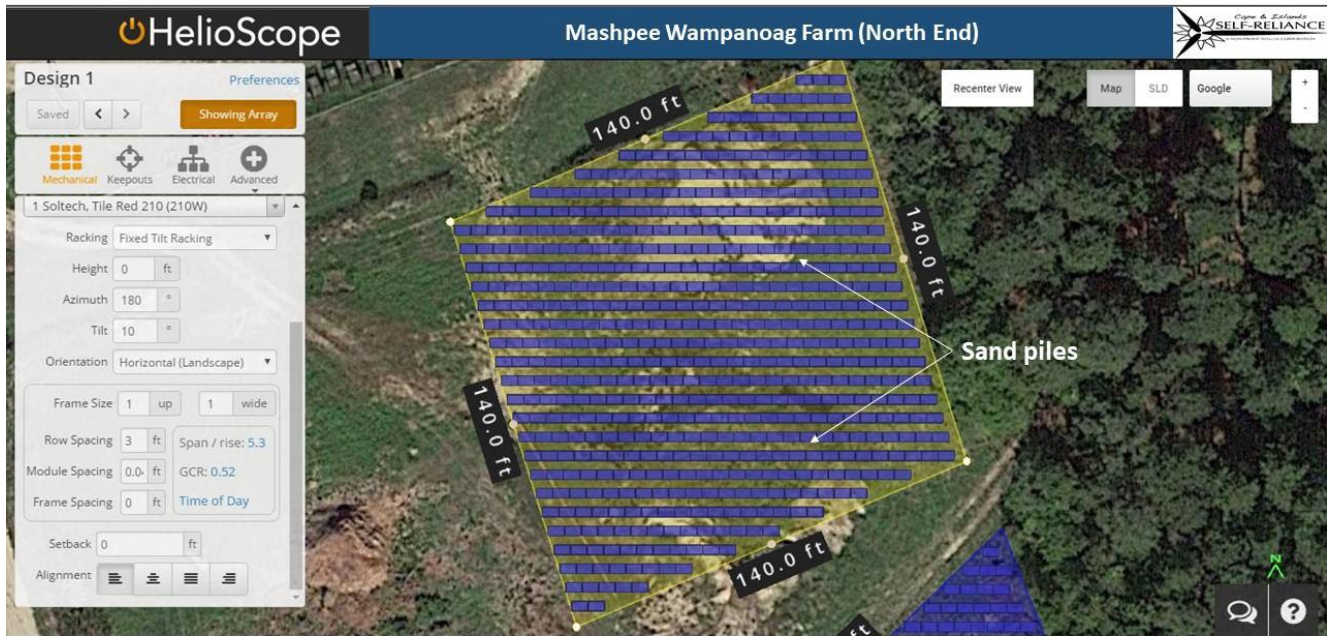 HelioScope
Mashpee Wampanoag Farm (North End)
Cape & Islands
SELF-RELIANCE
Design 1
Preferences
Saved < >
Showing Array
Mechanical Keepouts Electrical Advanced
1 Soltech, Tile Red 210 (210W)
Racking Fixed Tilt Racking
Height 0 ft
Azimuth 180 °
Tilt 10 °
Orientation Horizontal (Landscape)
Frame Size 1 up 1 wide
Row Spacing 3 ft
Span / rise: 5.3
Module Spacing 0.0 ft
GCR: 0.52
Frame Spacing 0 ft
Time of Day
Setback 0 ft
Alignment
Recenter View
Map SLD
Google
+
-
140.0 ft
140.0 ft
140.0 ft
140.0 ft
Sand piles
N
?